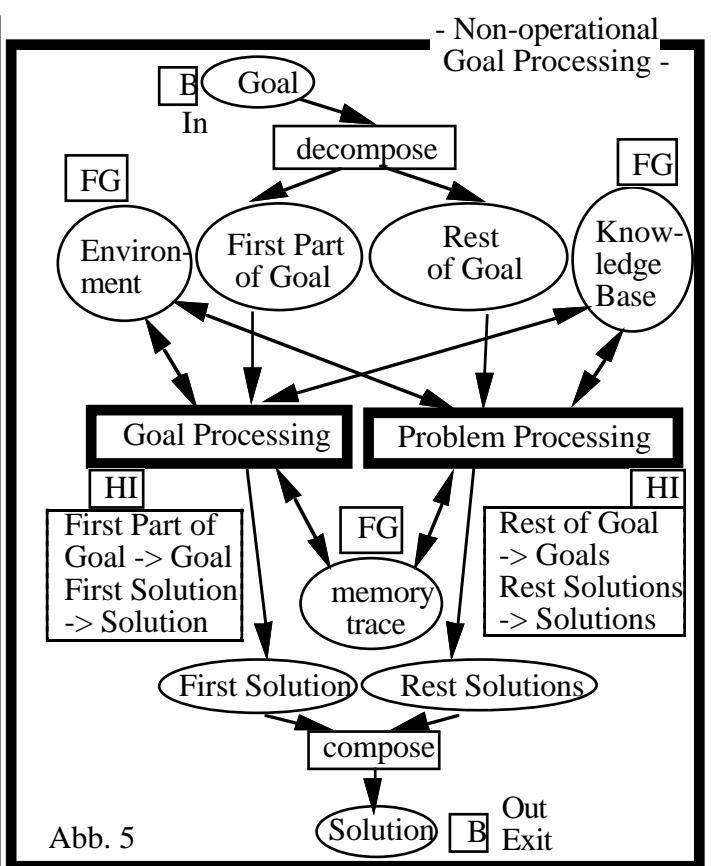 - Non-operational
Goal Processing -
B
Goal
In
decompose
FG
FG
Environ-
ment
First Part
of Goal
Rest
of Goal
Know-
ledge
Base
Goal Processing
Problem Processing
HI
HI
First Part of
Goal -> Goal
First Solution
-> Solution
FG
memory
trace
Rest of Goal
-> Goals
Rest Solutions
-> Solutions
First Solution
Rest Solutions
compose
Solution
B
Out
Exit
Abb. 5